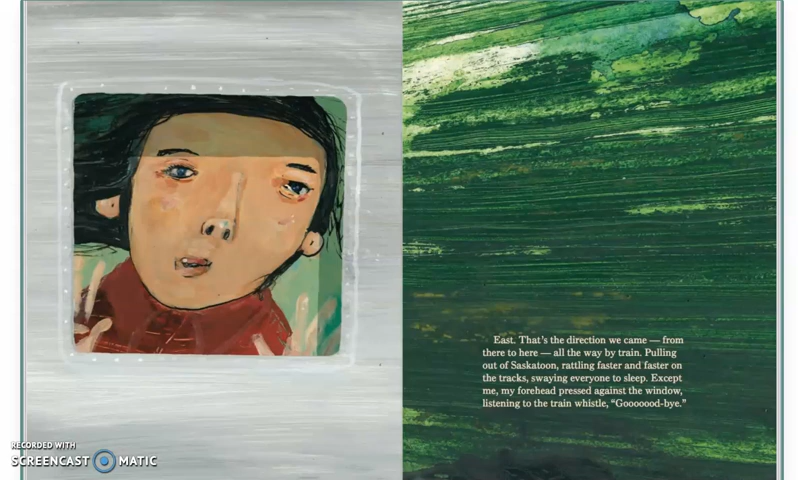 East. That's the direction we came — from
there to here — all the way by train. Pulling
out of Saskatoon, rattling faster and faster on
the tracks, swaying everyone to sleep. Except
me, my forehead pressed against the window,
listening to the train whistle, “Gooooood-bye.”
RECORDED WITH
SCREENCAST MATIC